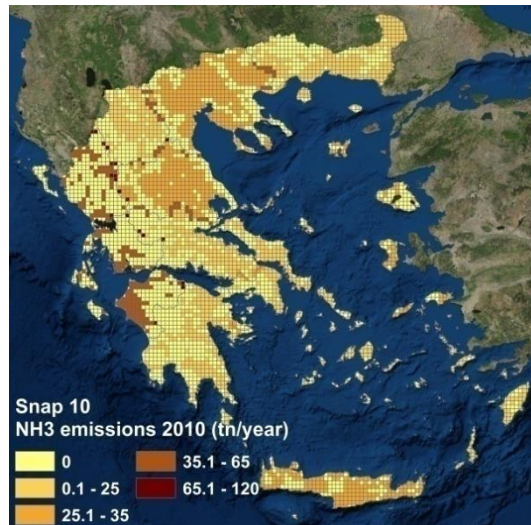 Snap 10
NH3 emissions 2010 (tn/year)
0
35.1 - 65
0.1 - 25
65.1 - 120
25.1 - 35